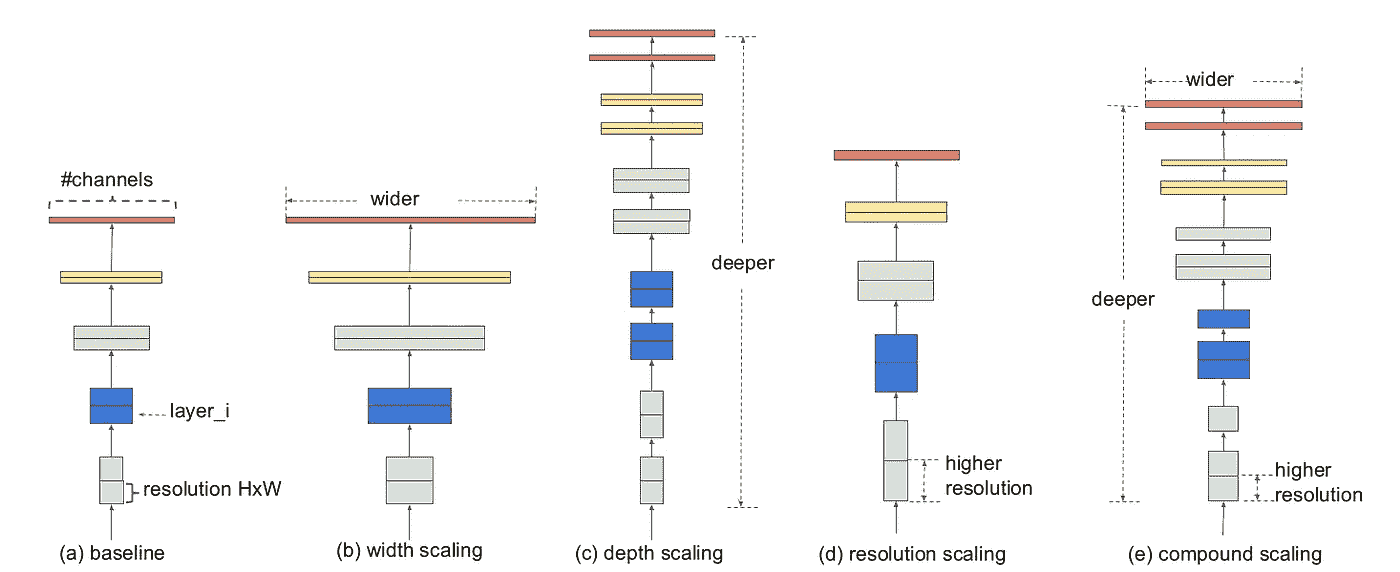 #channels
layer_i
resolution HxW
(a) baseline
wider
(b) width scaling
deeper
(c) depth scaling
higher
resolution
(d) resolution scaling
wider
deeper
higher
resolution
(e) compound scaling